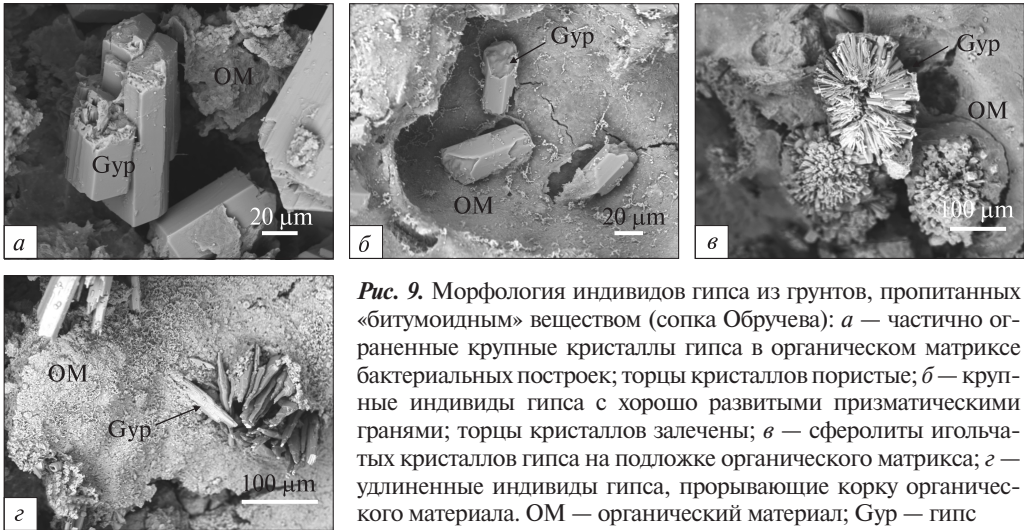 Gyp
OM
20 µm
а
Gyp
OM
20 µm
б
Gyp
OM
100 µm
в
OM
Gyp
100 µm
г
Рис. 9. Морфология индивидов гипса из грунтов, пропитанных
«битумоидным» веществом (сопка Обручева): а — частично ог-
раненные крупные кристаллы гипса в органическом матриксе
бактериальных построек; торцы кристаллов пористые; б — круп-
ные индивиды гипса с хорошо развитыми призматическими
гранями; торцы кристаллов залечены; в — сферолиты игольча-
тых кристаллов гипса на подложке органического матрикса; г —
удлиненные индивиды гипса, прорывающие корку органичес-
кого материала. ОМ — органический материал; Gyp — гипс